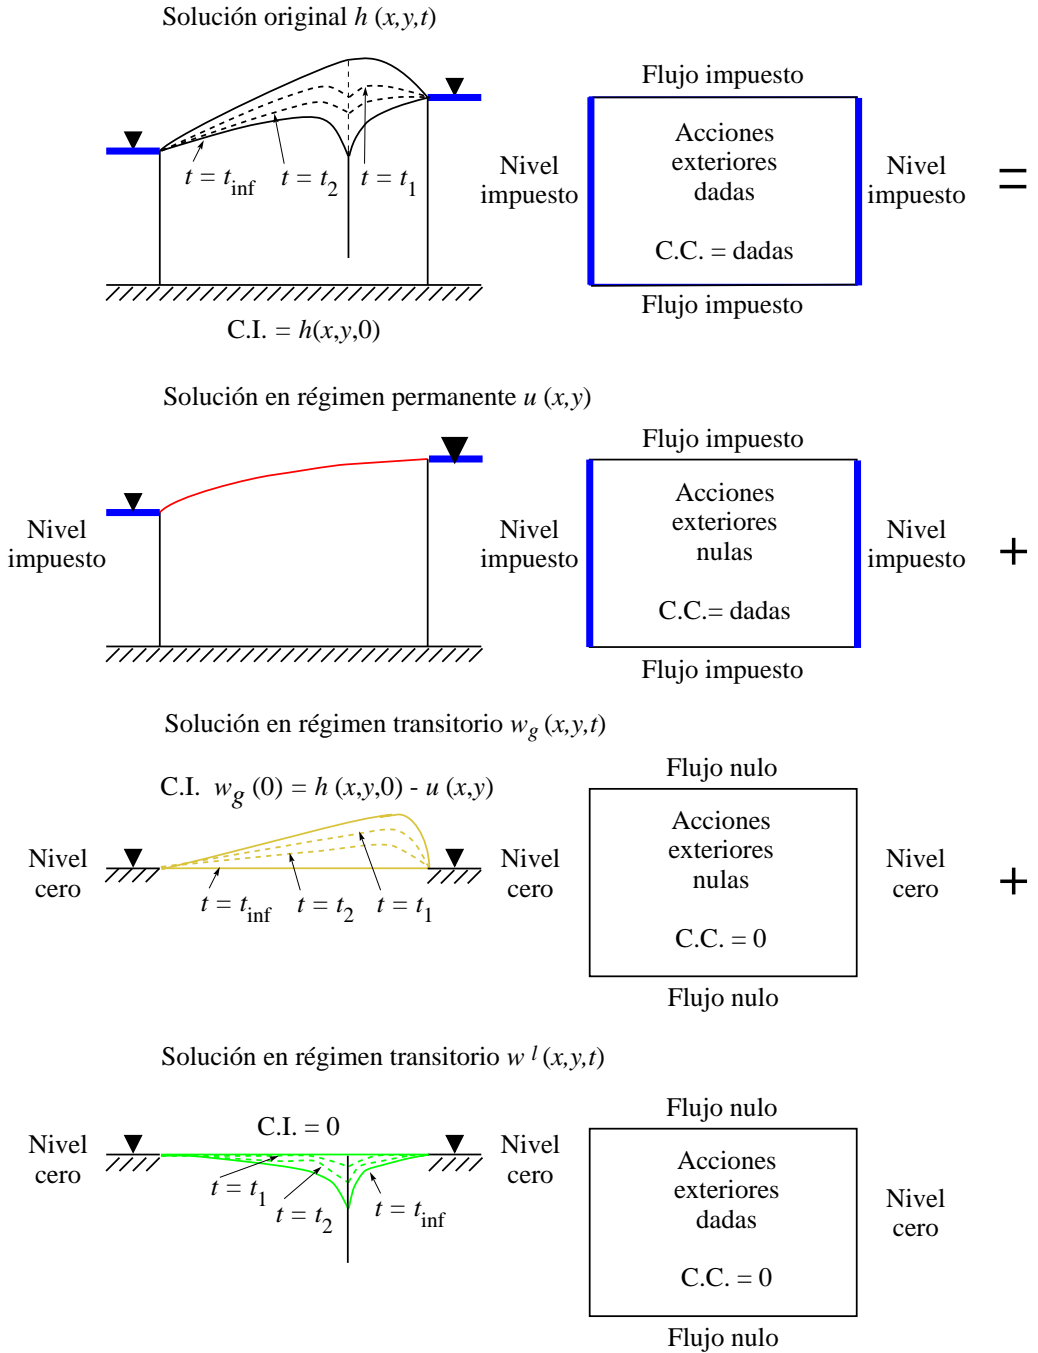 Solución original h (x,y,t)
t = tinf
t = t2
t = t1
C.I. = h(x,y,0)
Flujo impuesto
Nivel
impuesto
Acciones
exteriores
dadas
C.C. = dadas
Nivel
impuesto
=
Flujo impuesto
Solución en régimen permanente u (x,y)
Nivel
impuesto
Flujo impuesto
Nivel
impuesto
Acciones
exteriores
nulas
C.C.= dadas
Nivel
impuesto
+
Flujo impuesto
Solución en régimen transitorio wg (x,y,t)
C.I. wg (0) = h (x,y,0) - u (x,y)
Nivel
cero
t = tinf
t = t2
t = t1
Nivel
cero
Flujo nulo
Acciones
exteriores
nulas
C.C. = 0
Nivel
cero
+
Flujo nulo
Solución en régimen transitorio w l (x,y,t)
Nivel
cero
C.I. = 0
t = t1
t = t2
t = tinf
Nivel
cero
Flujo nulo
Acciones
exteriores
dadas
C.C. = 0
Nivel
cero
Flujo nulo